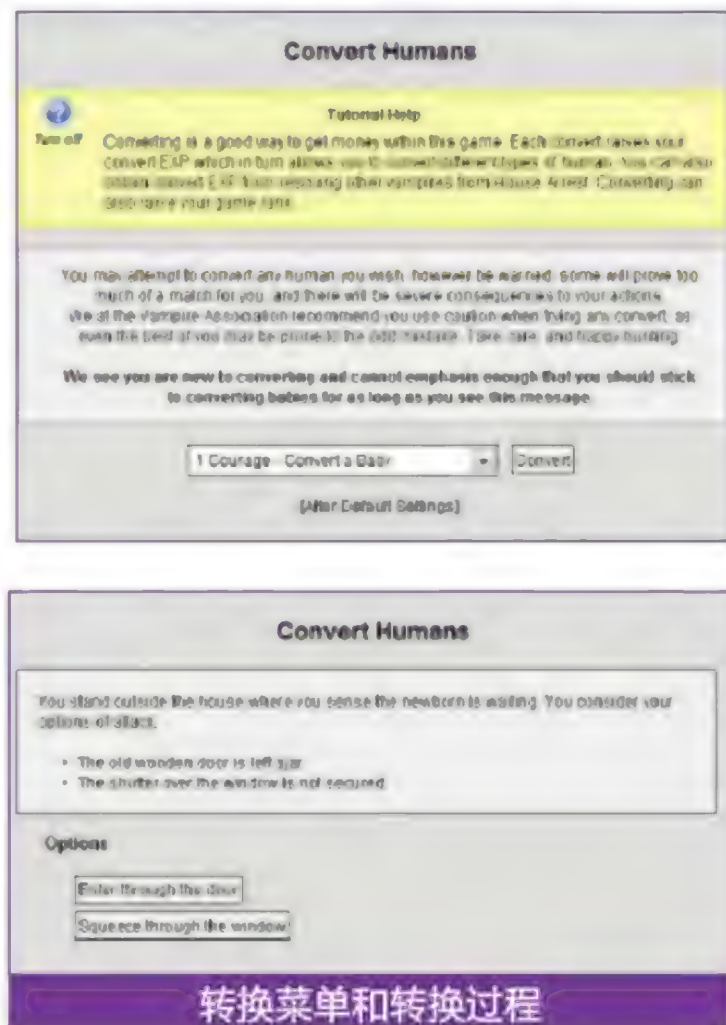 Convert Humans
Tutorial Help
Turn off
Converting is a good way to get money within this game. Each convert raises your
convert EXP which in turn allows you to convert different types of human. You can also
obtain convert EXP from rescuing other vampires from House Arrest. Converting can
also raise your game rank.
You may attempt to convert any human you wish, however be warned, some will prove too
much of a match for you, and there will be severe consequences to your actions.
We at the Vampire Association recommend you use caution when trying any convert, as
even the best of you may be prone to the odd mistake. Take care, and happy hunting.
We see you are new to converting and cannot emphasis enough that you should stick
to converting babies for as long as you see this message
1 Courage Convert a Baby
Convert
[Alter Default Settings]
Convert Humans
You stand outside the house where you sense the newborn is waiting. You consider your
options of attack.
• The old wooden door is left ajar
• The shutter over the window is not secured
Options
Enter through the door
Squeeze through the window
转换菜单和转换过程